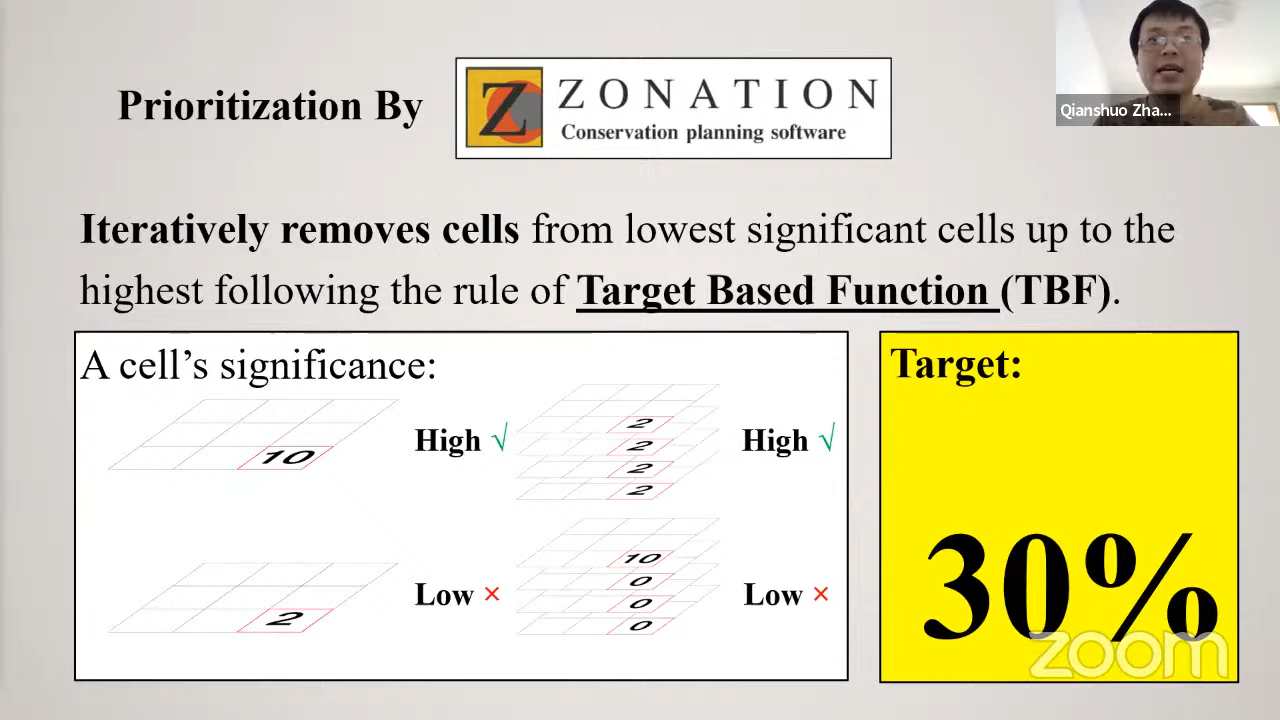 Qianshuo Zha...
Prioritization By
Z
ZONATION
Conservation planning software
Iteratively removes cells from lowest significant cells up to the
highest following the rule of Target Based Function (TBF).
A cell’s significance:
10
High √
2
2
2
2
High √
2
Low ×
10
0
0
0
Low ×
Target:
30%
zoom